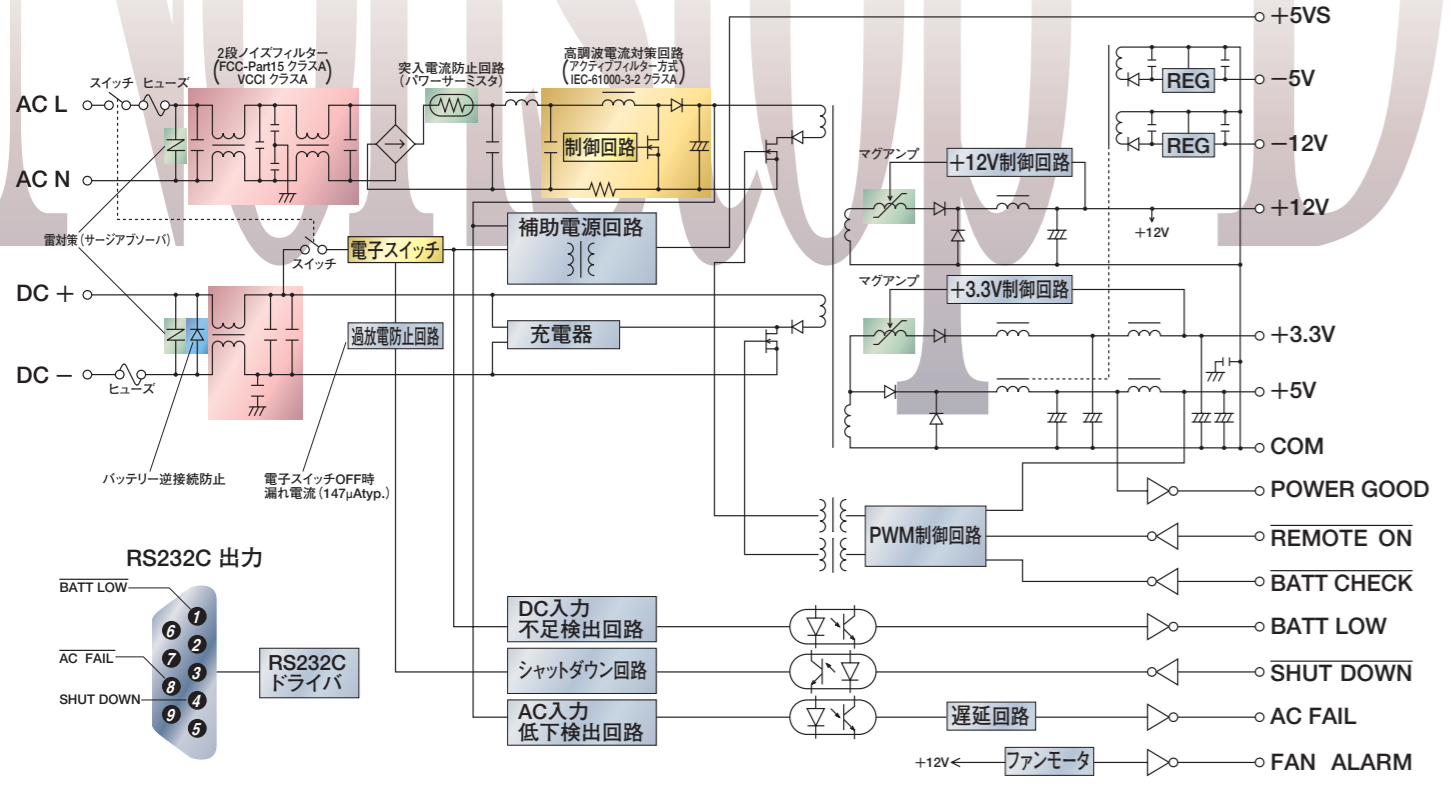 NONSTOP
+5VS
2段ノイズフィルター
(FCC-Part15 クラスA)
VCCI クラスA
突入電流防止回路
(パワーサーミスタ)
高調波電流対策回路
(アクティブフィルター方式)
IEC-61000-3-2 クラスA
スイッチ
ヒューズ
AC L
制御回路
AC N
REG
−5V
REG
−12V
マグアンプ
+12V制御回路
+12V
+12V
雷対策(サージアブソーバ)
スイッチ
電子スイッチ
補助電源回路
DC +
過放電防止回路
充電器
マグアンプ
+3.3V制御回路
+3.3V
DC −
ヒューズ
+5V
COM
バッテリー逆接続防止
電子スイッチOFF時
漏れ電流(147μAtyp.)
POWER GOOD
PWM制御回路
REMOTE ON
BATT CHECK
RS232C 出力
BATT LOW
AC FAIL
SHUT DOWN
1
6
2
7
3
8
4
9
5
RS232C
ドライバ
DC入力
不足検出回路
BATT LOW
シャットダウン回路
SHUT DOWN
AC入力
低下検出回路
遅延回路
AC FAIL
+12V
ファンモータ
FAN ALARM